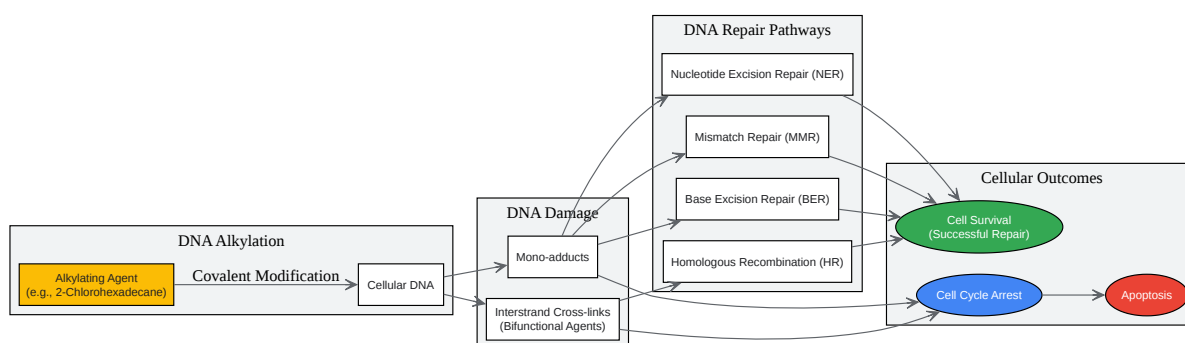 DNA Alkylation
Alkylating Agent
(e.g., 2-Chlorohexadecane)
Covalent Modification
Cellular DNA
DNA Damage
Mono-adducts
Interstrand Cross-links
(Bifunctional Agents)
DNA Repair Pathways
Nucleotide Excision Repair (NER)
Mismatch Repair (MMR)
Base Excision Repair (BER)
Homologous Recombination (HR)
Cellular Outcomes
Cell Survival
(Successful Repair)
Cell Cycle Arrest
Apoptosis